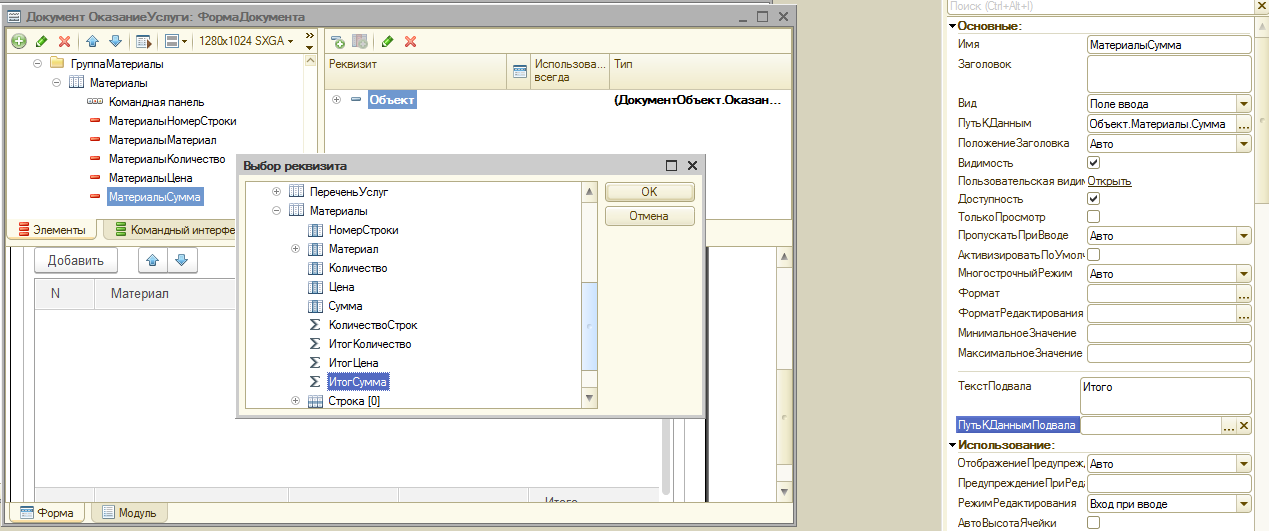 Документ ОказаниеУслуги: ФормаДокумента
1280x1024 SXGA
ГруппаМатериалы
Материалы
Командная панель
МатериалыНомерСтроки
МатериалыМатериал
МатериалыКоличество
МатериалыЦена
МатериалыСумма
Элементы
Командный интерфе
Реквизит
Использова... всегда
Тип
Объект
(ДокументОбъект.Оказан...
Выбор реквизита
ПереченьУслуг
Материалы
НомерСтроки
Материал
Количество
Цена
Сумма
КоличествоСтрок
ИтогКоличество
ИтогЦена
ИтогСумма
Строка [0]
OK
Отмена
Добавить
N
Материал
Итого
Форма
Модуль
Поиск (Ctrl+Alt+I)
Основные:
Имя МатериалыСумма
Заголовок
Вид Поле ввода
ПутьКДанным Объект.Материалы.Сумма ...
ПоложениеЗаголовка Авто
Видимость
Пользовательская видим Открыть
Доступность
ТолькоПросмотр
ПропускатьПриВводе Авто
АктивизироватьПоУмолч
МногострочныйРежим Авто
Формат ...
ФорматРедактирования ...
МинимальноеЗначение
МаксимальноеЗначение
ТекстПодвала Итого
ПутьКДаннымПодвала ...
Использование:
ОтображениеПредупрежд Авто
ПредупреждениеПриРеда
РежимРедактирования Вход при вводе
АвтоВысотаЯчейки